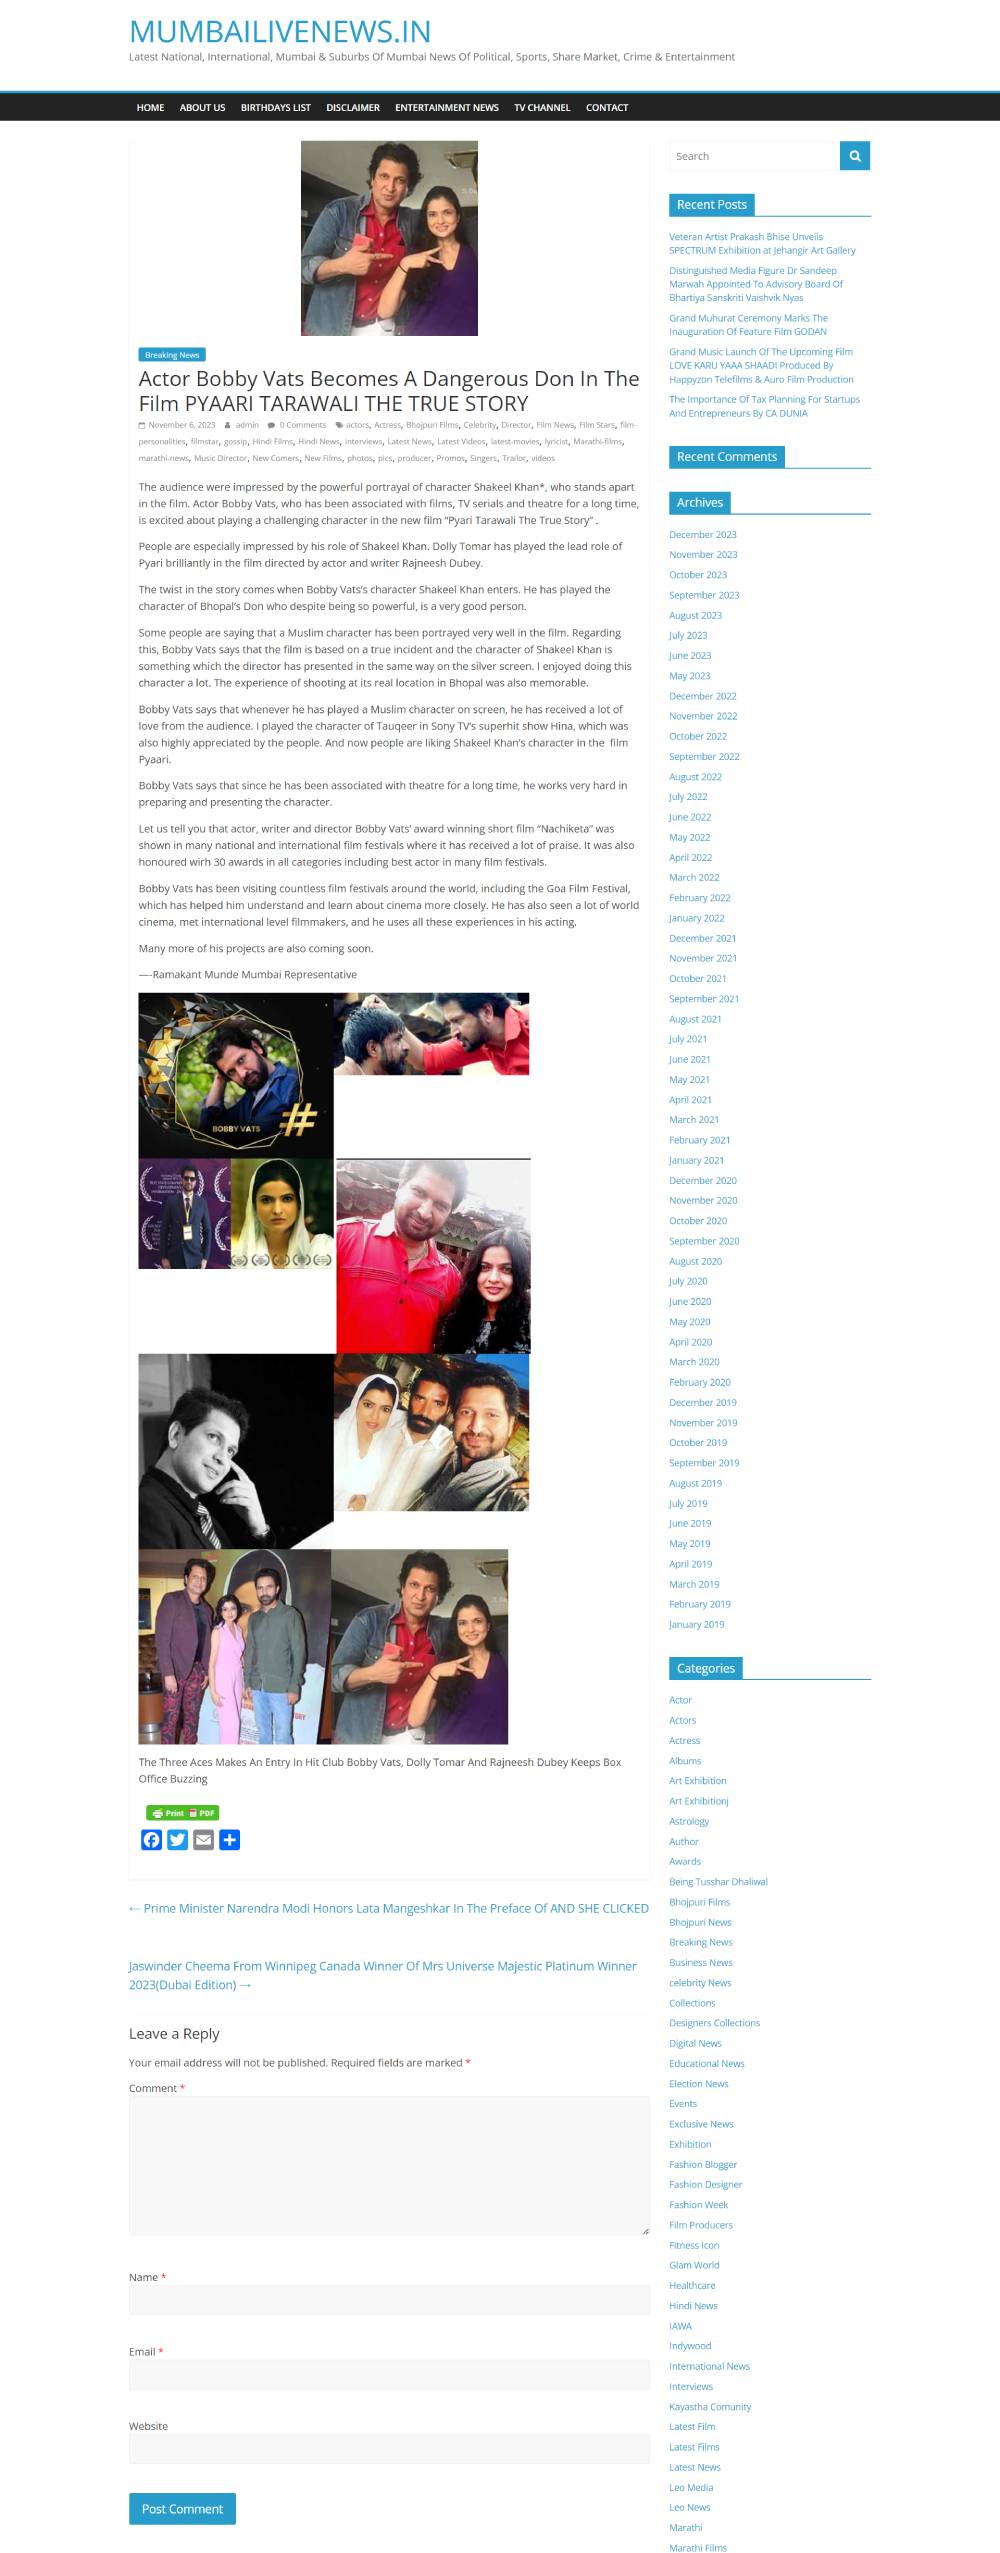 MUMBAILIVENEWS.IN
Latest National, International, Mumbai & Suburbs Of Mumbai News Of Political, Sports, Share Market, Crime & Entertainment
HOME ABOUT US BIRTHDAYS LIST DISCLAIMER ENTERTAINMENT NEWS TV CHANNEL CONTACT
Breaking News
Actor Bobby Vats Becomes A Dangerous Don In The
Film PYAARI TARAWALI THE TRUE STORY
November 6, 2023 admin 0 Comments actors, Actress, Bhojpuri Films, Celebrity, Director, Film News, Film Stars, film-
personalities, filmstar, gossip, Hindi Films, Hindi News, interviews, Latest News, Latest Videos, latest-movies, lyricist, Marathi-films,
marathi-news, Music Director, New Comers, New Films, photos, pics, producer, Promos, Singers, Trailor, videos
The audience were impressed by the powerful portrayal of character Shakeel Khan*, who stands apart
in the film. Actor Bobby Vats, who has been associated with films, TV serials and theatre for a long time,
is excited about playing a challenging character in the new film “Pyari Tarawali The True Story” .
People are especially impressed by his role of Shakeel Khan. Dolly Tomar has played the lead role of
Pyari brilliantly in the film directed by actor and writer Rajneesh Dubey.
The twist in the story comes when Bobby Vats’s character Shakeel Khan enters. He has played the
character of Bhopal’s Don who despite being so powerful, is a very good person.
Some people are saying that a Muslim character has been portrayed very well in the film. Regarding
this, Bobby Vats says that the film is based on a true incident and the character of Shakeel Khan is
something which the director has presented in the same way on the silver screen. I enjoyed doing this
character a lot. The experience of shooting at its real location in Bhopal was also memorable.
Bobby Vats says that whenever he has played a Muslim character on screen, he has received a lot of
love from the audience. I played the character of Tauqeer in Sony TV’s superhit show Hina, which was
also highly appreciated by the people. And now people are liking Shakeel Khan’s character in the film
Pyaari.
Bobby Vats says that since he has been associated with theatre for a long time, he works very hard in
preparing and presenting the character.
Let us tell you that actor, writer and director Bobby Vats’ award winning short film “Nachiketa” was
shown in many national and international film festivals where it has received a lot of praise. It was also
honoured wirh 30 awards in all categories including best actor in many film festivals.
Bobby Vats has been visiting countless film festivals around the world, including the Goa Film Festival,
which has helped him understand and learn about cinema more closely. He has also seen a lot of world
cinema, met international level filmmakers, and he uses all these experiences in his acting.
Many more of his projects are also coming soon.
—-Ramakant Munde Mumbai Representative
BOBBY VATS
#
The Three Aces Makes An Entry In Hit Club Bobby Vats, Dolly Tomar And Rajneesh Dubey Keeps Box
Office Buzzing
Print PDF
← Prime Minister Narendra Modi Honors Lata Mangeshkar In The Preface Of AND SHE CLICKED
Jaswinder Cheema From Winnipeg Canada Winner Of Mrs Universe Majestic Platinum Winner
2023(Dubai Edition) →
Leave a Reply
Your email address will not be published. Required fields are marked *
Comment *
Name *
Email *
Website
Post Comment
Search
Recent Posts
Veteran Artist Prakash Bhise Unveils
SPECTRUM Exhibition at Jehangir Art Gallery
Distinguished Media Figure Dr Sandeep
Marwah Appointed To Advisory Board Of
Bhartiya Sanskriti Vaishvik Nyas
Grand Muhurat Ceremony Marks The
Inauguration Of Feature Film GODAN
Grand Music Launch Of The Upcoming Film
LOVE KARU YAAA SHAADI Produced By
Happyzon Telefilms & Auro Film Production
The Importance Of Tax Planning For Startups
And Entrepreneurs By CA DUNIA
Recent Comments
Archives
December 2023
November 2023
October 2023
September 2023
August 2023
July 2023
June 2023
May 2023
December 2022
November 2022
October 2022
September 2022
August 2022
July 2022
June 2022
May 2022
April 2022
March 2022
February 2022
January 2022
December 2021
November 2021
October 2021
September 2021
August 2021
July 2021
June 2021
May 2021
April 2021
March 2021
February 2021
January 2021
December 2020
November 2020
October 2020
September 2020
August 2020
July 2020
June 2020
May 2020
April 2020
March 2020
February 2020
December 2019
November 2019
October 2019
September 2019
August 2019
July 2019
June 2019
May 2019
April 2019
March 2019
February 2019
January 2019
Categories
Actor
Actors
Actress
Albums
Art Exhibition
Art Exhibitionj
Astrology
Author
Awards
Being Tusshar Dhaliwal
Bhojpuri Films
Bhojpuri News
Breaking News
Business News
celebrity News
Collections
Designers Collections
Digital News
Educational News
Election News
Events
Exclusive News
Exhibition
Fashion Blogger
Fashion Designer
Fashion Week
Film Producers
Fitness Icon
Glam World
Healthcare
Hindi News
IAWA
Indywood
International News
Interviews
Kayastha Comunity
Latest Film
Latest Films
Latest News
Leo Media
Leo News
Marathi
Marathi Films